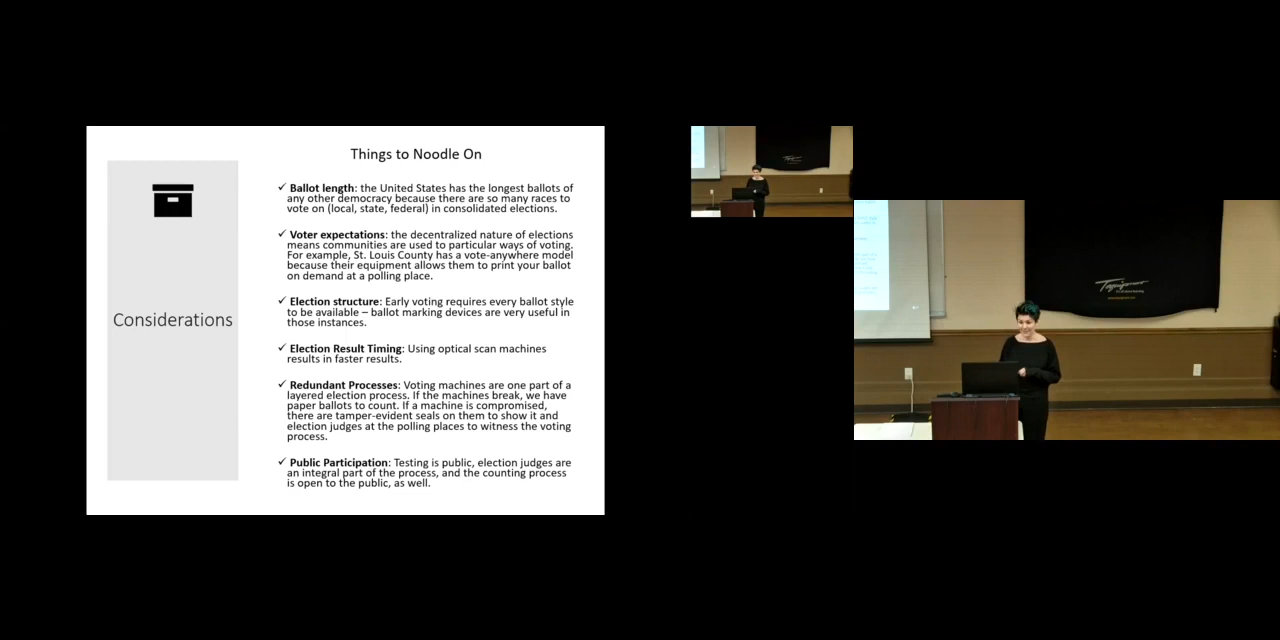 Things to Noodle On
Considerations
✓ Ballot length: the United States has the longest ballots of
any other democracy because there are so many races to
vote on (local, state, federal) in consolidated elections.
✓ Voter expectations: the decentralized nature of elections
means communities are used to particular ways of voting.
For example, St. Louis County has a vote-anywhere model
because their equipment allows them to print your ballot
on demand at a polling place.
✓ Election structure: Early voting requires every ballot style
to be available – ballot marking devices are very useful in
those instances.
✓ Election Result Timing: Using optical scan machines
results in faster results.
✓ Redundant Processes: Voting machines are one part of a
layered election process. If the machines break, we have
paper ballots to count. If a machine is compromised,
there are tamper-evident seals on them to show it and
election judges at the polling places to witness the voting
process.
✓ Public Participation: Testing is public, election judges are
an integral part of the process, and the counting process
is open to the public, as well.